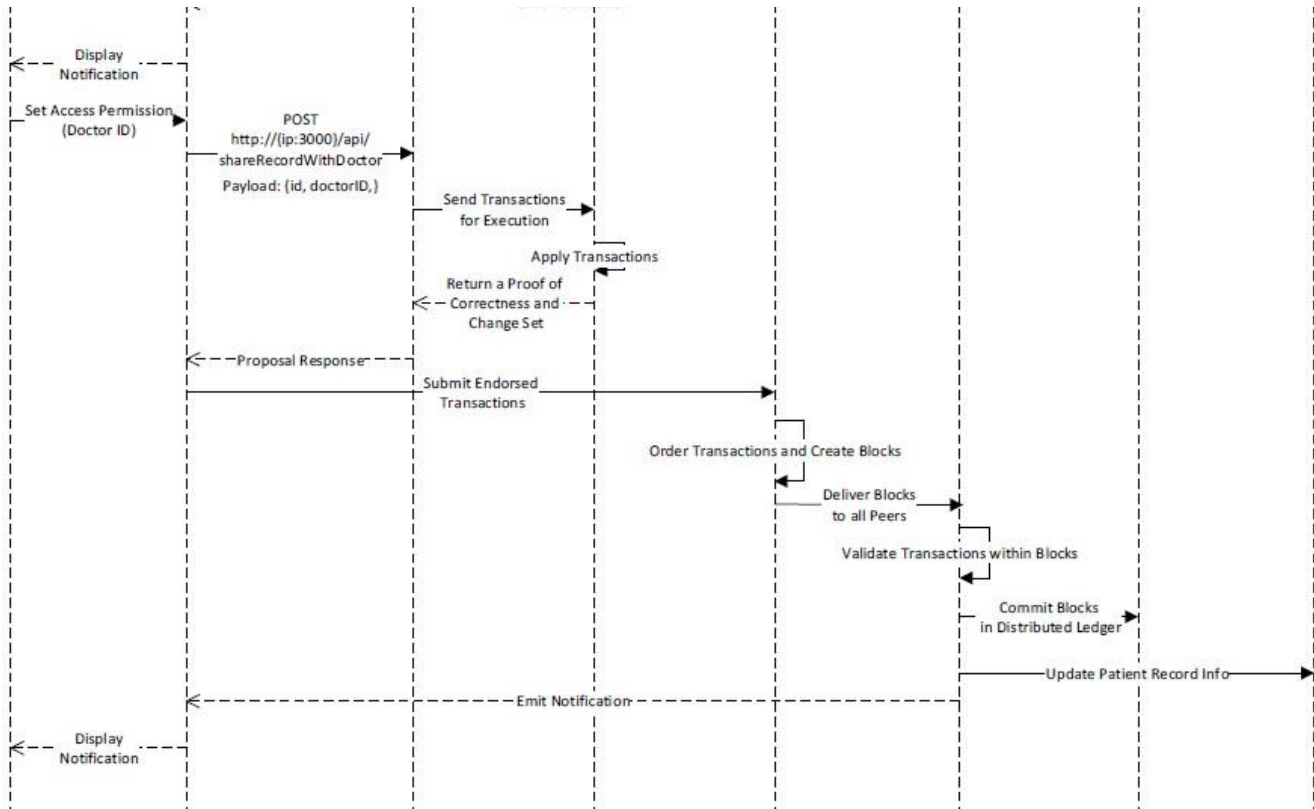 Display
Notification
Set Access Permission
(Doctor ID)
POST
http://(ip:3000)/api/
shareRecordWithDoctor
Payload: (id, doctorID,)
Send Transactions
for Execution
Apply Transactions
Return a Proof of
Correctness and
Change Set
Proposal Response
Submit Endorsed
Transactions
Order Transactions and Create Blocks
Deliver Blocks
to all Peers
Validate Transactions within Blocks
Commit Blocks
in Distributed Ledger
Update Patient Record Info
Emit Notification
Display
Notification